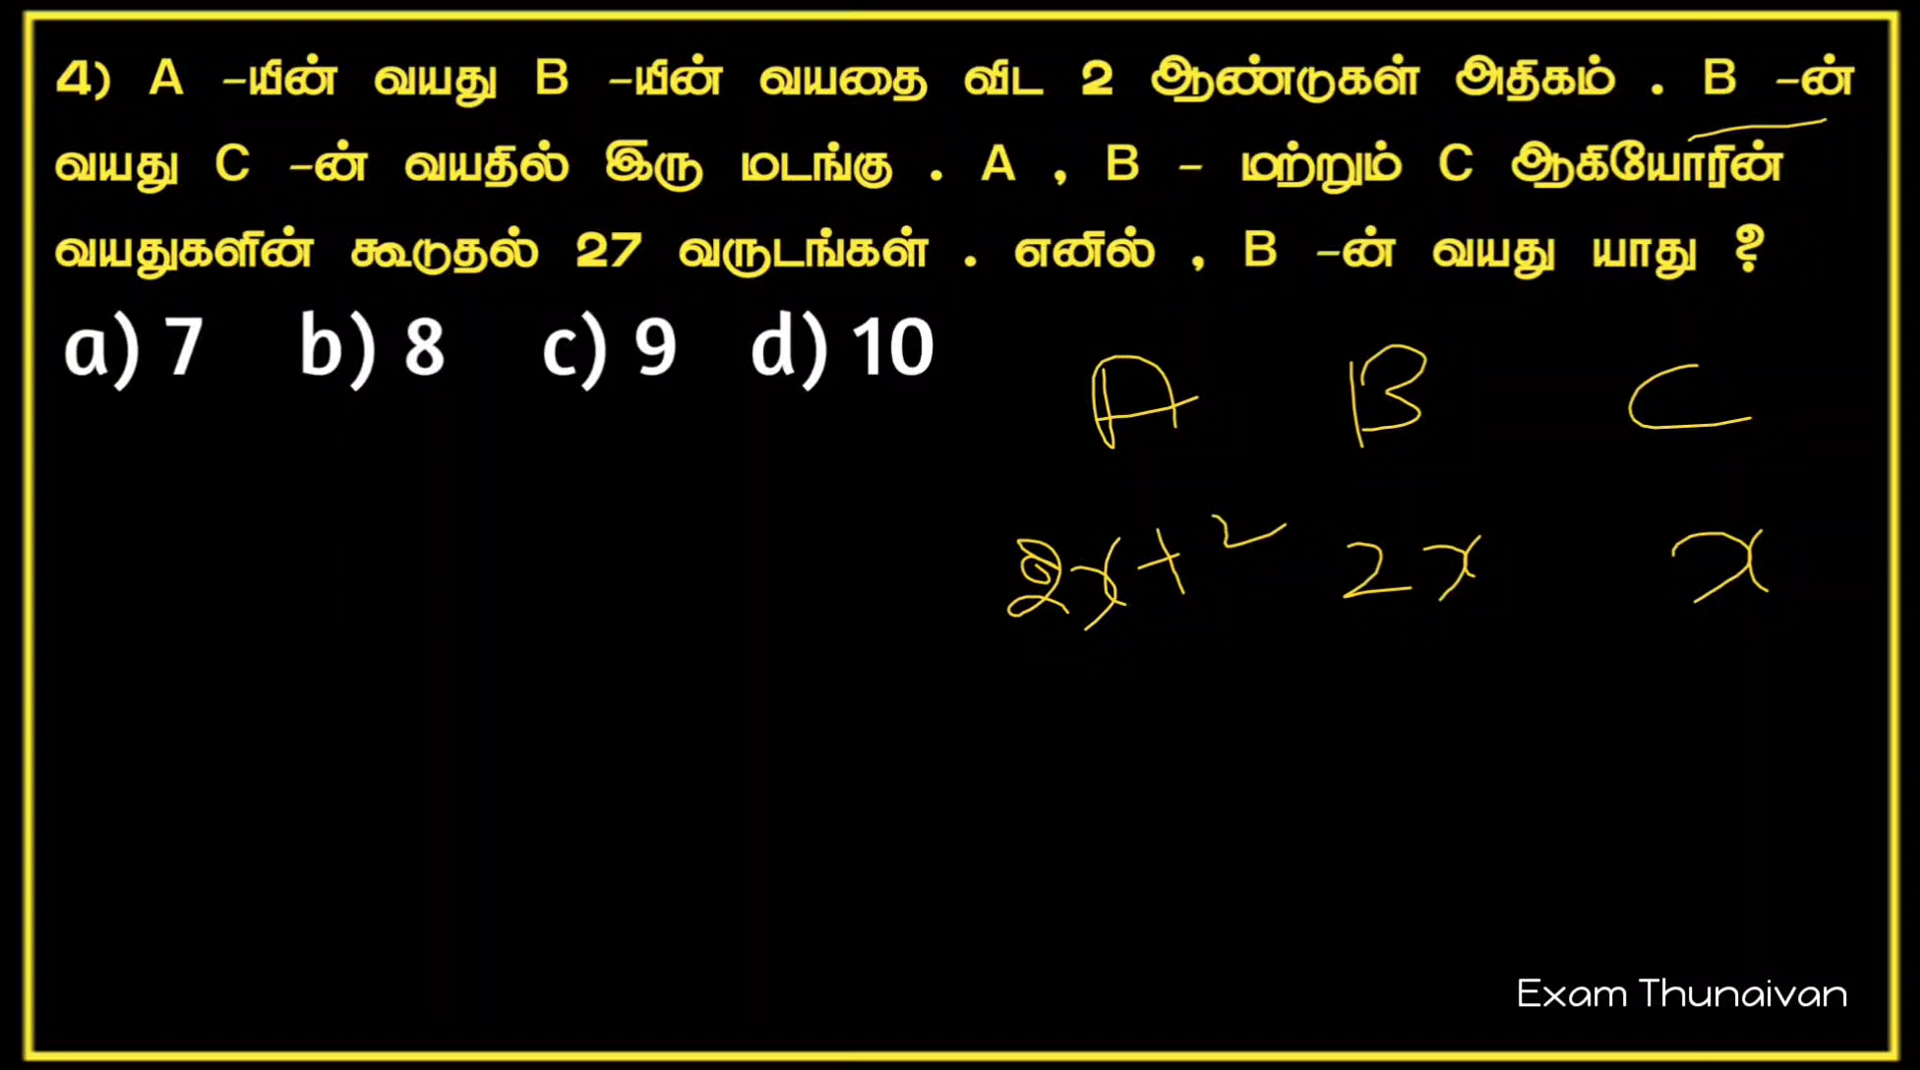 4) A -யின் வயது B -யின் வயதை விட 2 ஆண்டுகள் அதிகம் . B -ன்
வயது C -ன் வயதில் இரு மடங்கு . A , B - மற்றும் C ஆகியோரின்
வயதுகளின் கூடுதல் 27 வருடங்கள் . எனில் , B -ன் வயது யாது ?
a) 7 b) 8 c) 9 d) 10
A B C
2x+2 2x x
Exam Thunaivan